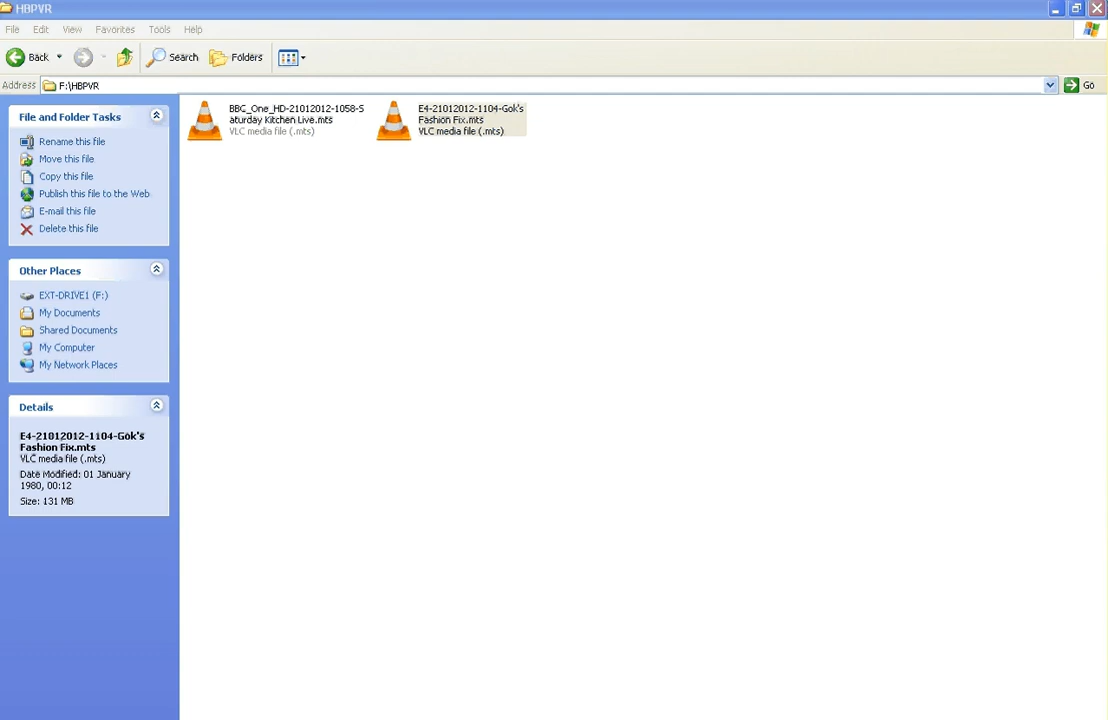 HBPVR
File Edit View Favorites Tools Help
Back Search Folders
Address F:\HBPVR Go
File and Folder Tasks
Rename this file
Move this file
Copy this file
Publish this file to the Web
E-mail this file
Delete this file
Other Places
EXT-DRIVE1 (F:)
My Documents
Shared Documents
My Computer
My Network Places
Details
E4-21012012-1104-Gok's
Fashion Fix.mts
VLC media file (.mts)
Date Modified: 01 January
1980, 00:12
Size: 131 MB
BBC_One_HD-21012012-1058-S
aturday Kitchen Live.mts
VLC media file (.mts)
E4-21012012-1104-Gok's
Fashion Fix.mts
VLC media file (.mts)